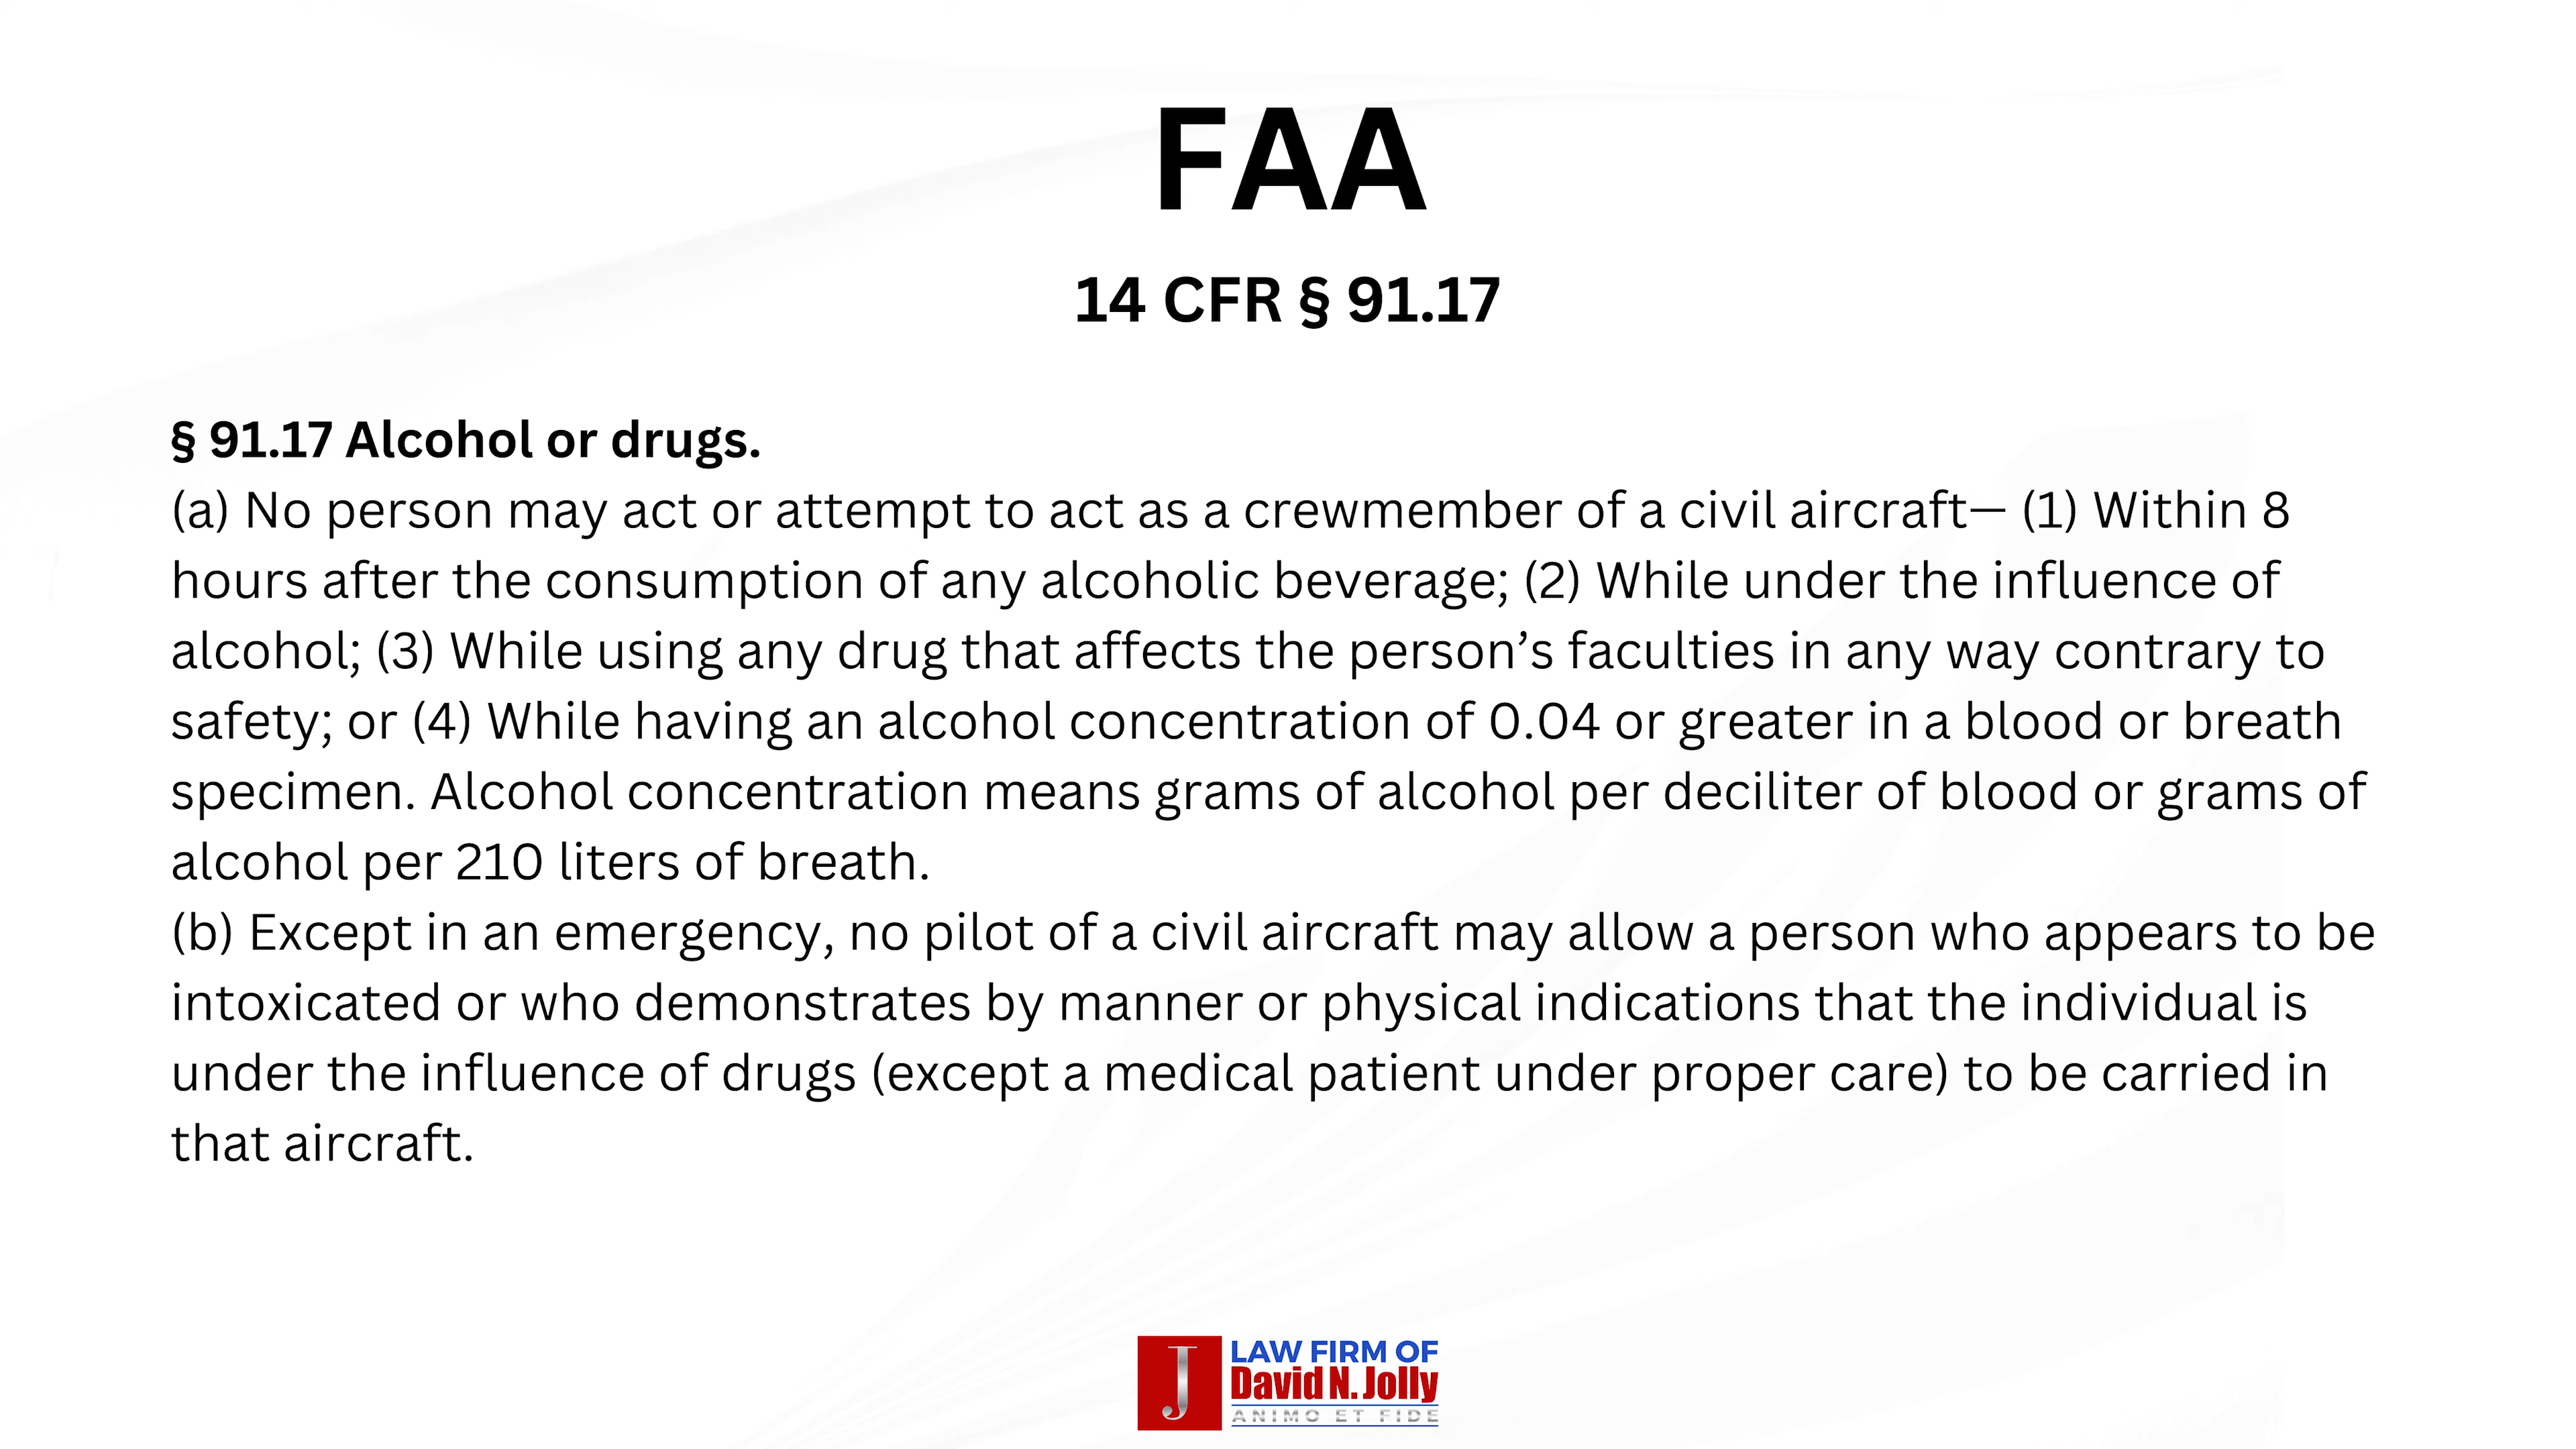 FAA
14 CFR § 91.17
§ 91.17 Alcohol or drugs.
(a) No person may act or attempt to act as a crewmember of a civil aircraft— (1) Within 8
hours after the consumption of any alcoholic beverage; (2) While under the influence of
alcohol; (3) While using any drug that affects the person’s faculties in any way contrary to
safety; or (4) While having an alcohol concentration of 0.04 or greater in a blood or breath
specimen. Alcohol concentration means grams of alcohol per deciliter of blood or grams of
alcohol per 210 liters of breath.
(b) Except in an emergency, no pilot of a civil aircraft may allow a person who appears to be
intoxicated or who demonstrates by manner or physical indications that the individual is
under the influence of drugs (except a medical patient under proper care) to be carried in
that aircraft.
J
LAW FIRM OF
David N. Jolly
ANIMO ET FIDE